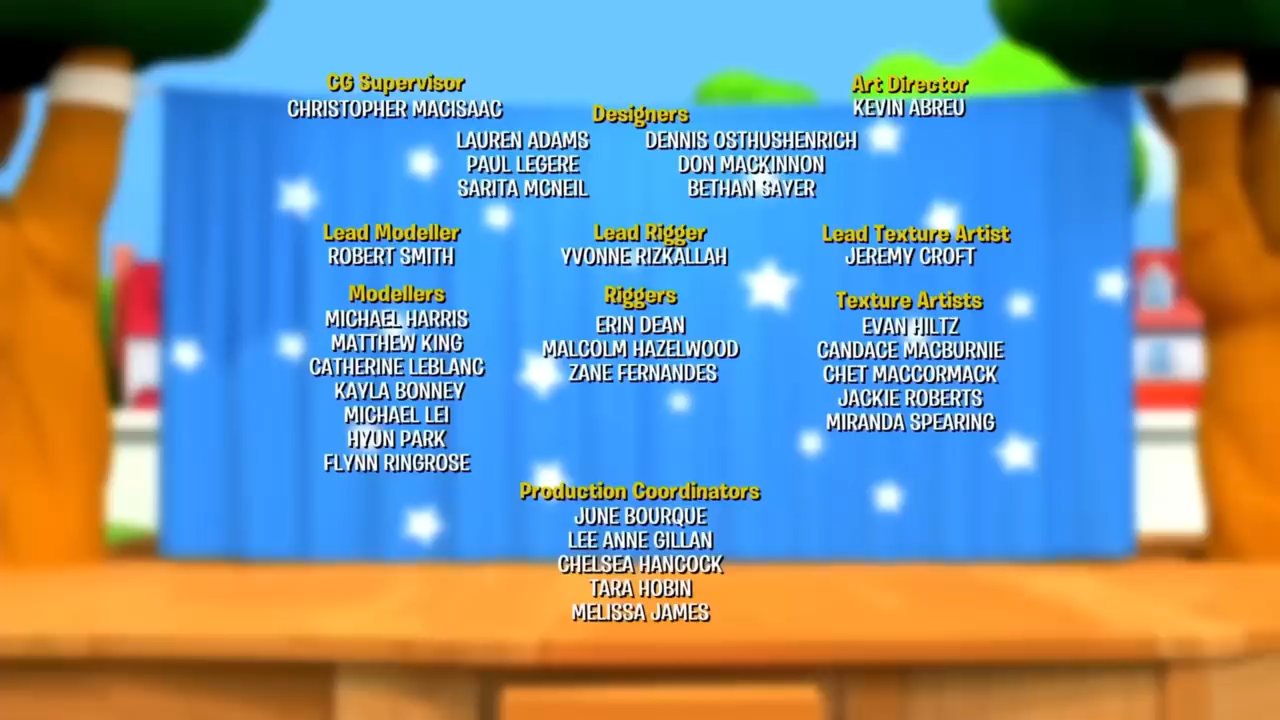 CG Supervisor
CHRISTOPHER MACISAAC
Art Director
KEVIN ABREU
Designers
LAUREN ADAMS DENNIS OSTHUSHENRICH
PAUL LEGERE DON MACKINNON
SARITA MCNEIL BETHAN SAYER
Lead Modeller
ROBERT SMITH
Modellers
MICHAEL HARRIS
MATTHEW KING
CATHERINE LEBLANC
KAYLA BONNEY
MICHAEL LEI
HYUN PARK
FLYNN RINGROSE
Lead Rigger
YVONNE RIZKALLAH
Riggers
ERIN DEAN
MALCOLM HAZELWOOD
ZANE FERNANDES
Lead Texture Artist
JEREMY CROFT
Texture Artists
EVAN HILTZ
CANDACE MACBURNIE
CHET MACCORMACK
JACKIE ROBERTS
MIRANDA SPEARING
Production Coordinators
JUNE BOURQUE
LEE ANNE GILLAN
CHELSEA HANCOCK
TARA HOBIN
MELISSA JAMES